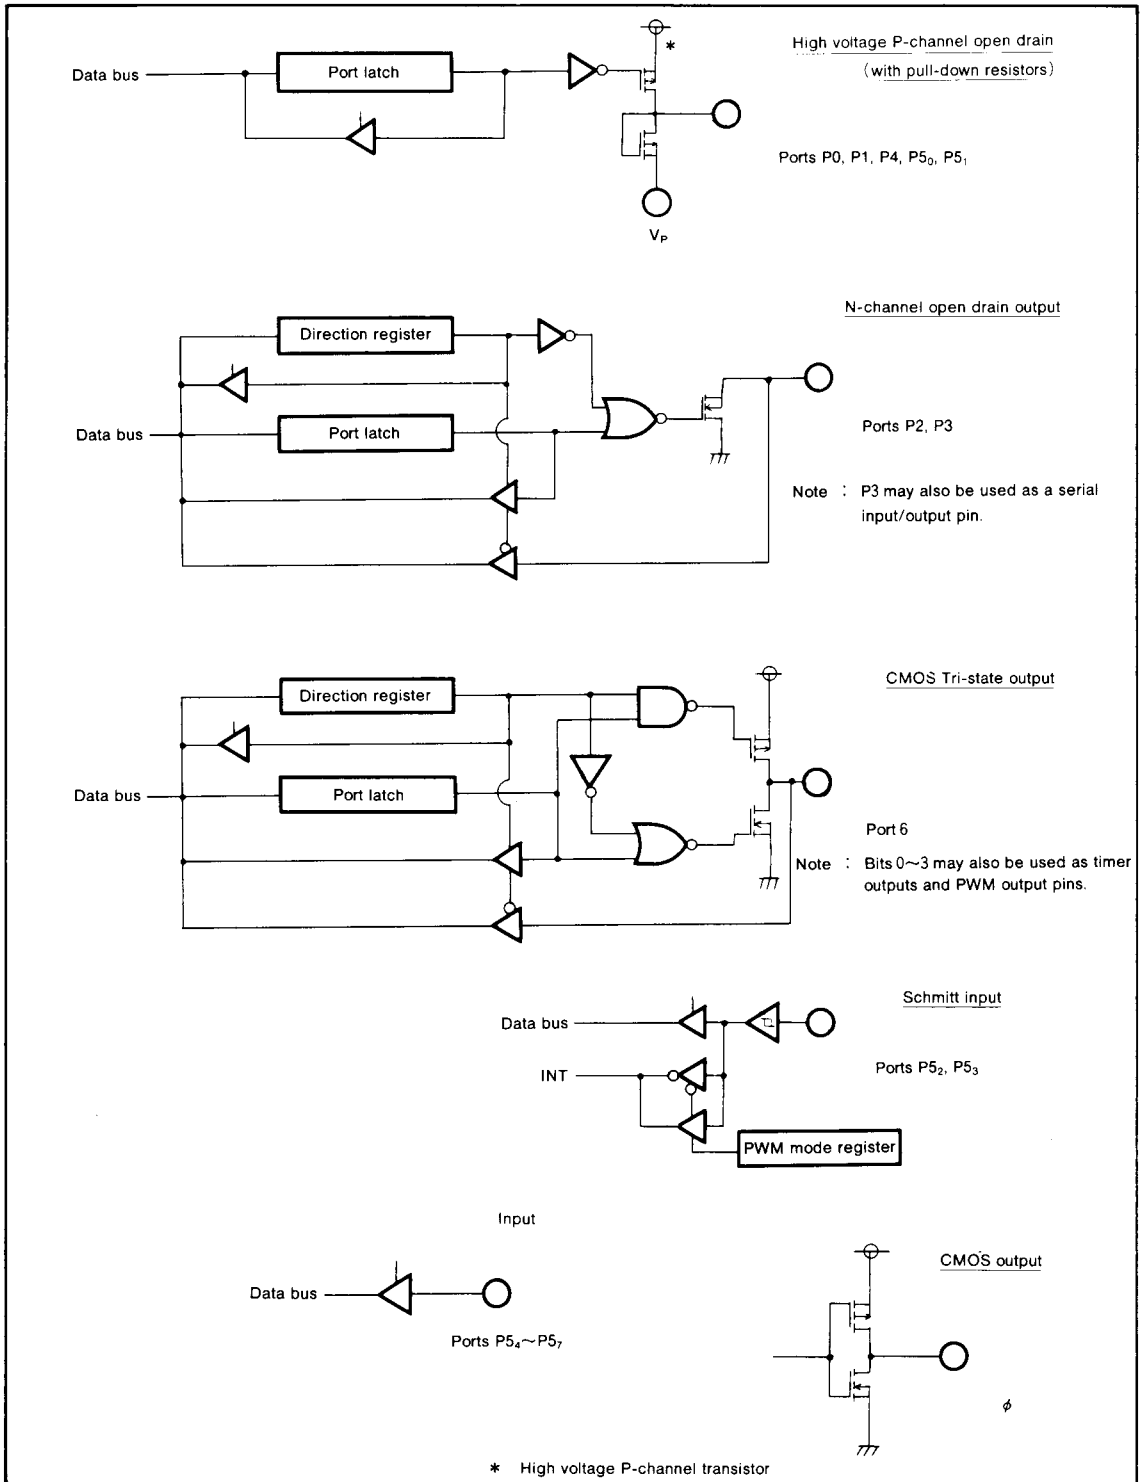 High voltage P-channel open drain
(with pull-down resistors)
*
Data bus
Port latch
Ports P0, P1, P4, P5₀, P5₁
V_P
N-channel open drain output
Direction register
Data bus
Port latch
Ports P2, P3
Note : P3 may also be used as a serial
input/output pin.
CMOS Tri-state output
Direction register
Data bus
Port latch
Port 6
Note : Bits 0~3 may also be used as timer
outputs and PWM output pins.
Schmitt input
Data bus
INT
Ports P5₂, P5₃
PWM mode register
Input
Data bus
Ports P5₄~P5₇
CMOS output
ϕ
* High voltage P-channel transistor